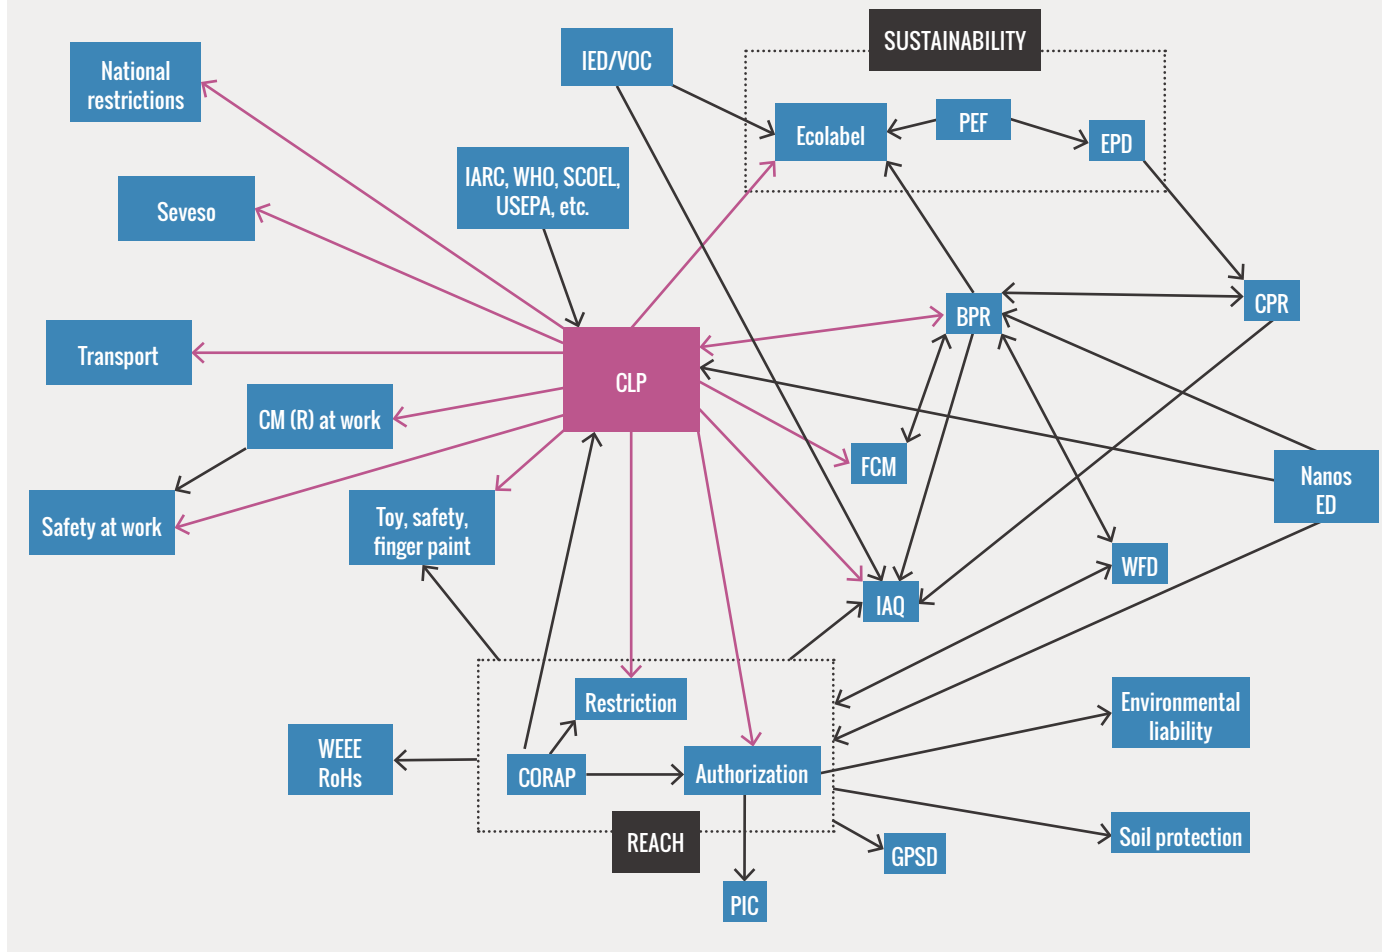 SUSTAINABILITY
National
restrictions
IED/VOC
Ecolabel
PEF
EPD
IARC, WHO, SCOEL,
USEPA, etc.
Seveso
BPR
CPR
Transport
CLP
CM (R) at work
FCM
Nanos
ED
Safety at work
Toy, safety,
finger paint
WFD
IAQ
Restriction
Environmental
liability
WEEE
RoHs
CORAP
Authorization
REACH
GPSD
Soil protection
PIC